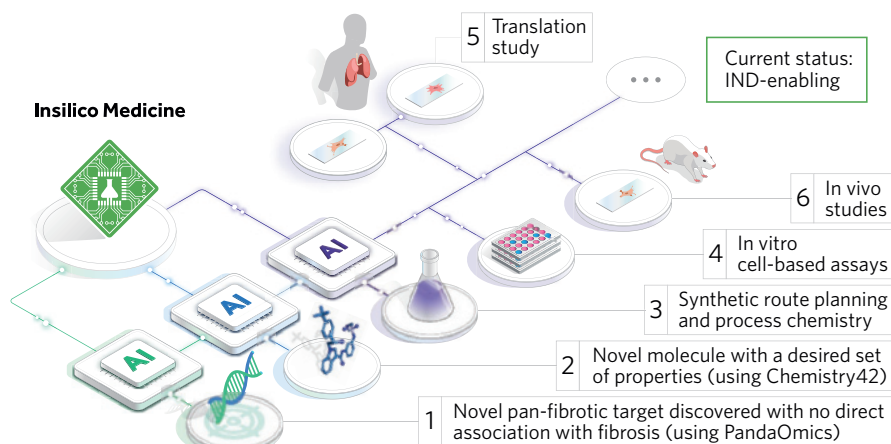 5 Translation
study
Current status:
IND-enabling
Insilico Medicine
6 In vivo
studies
AI
4 In vitro
cell-based assays
AI
3 Synthetic route planning
and process chemistry
AI
2 Novel molecule with a desired set
of properties (using Chemistry42)
1 Novel pan-fibrotic target discovered with no direct
association with fibrosis (using PandaOmics)